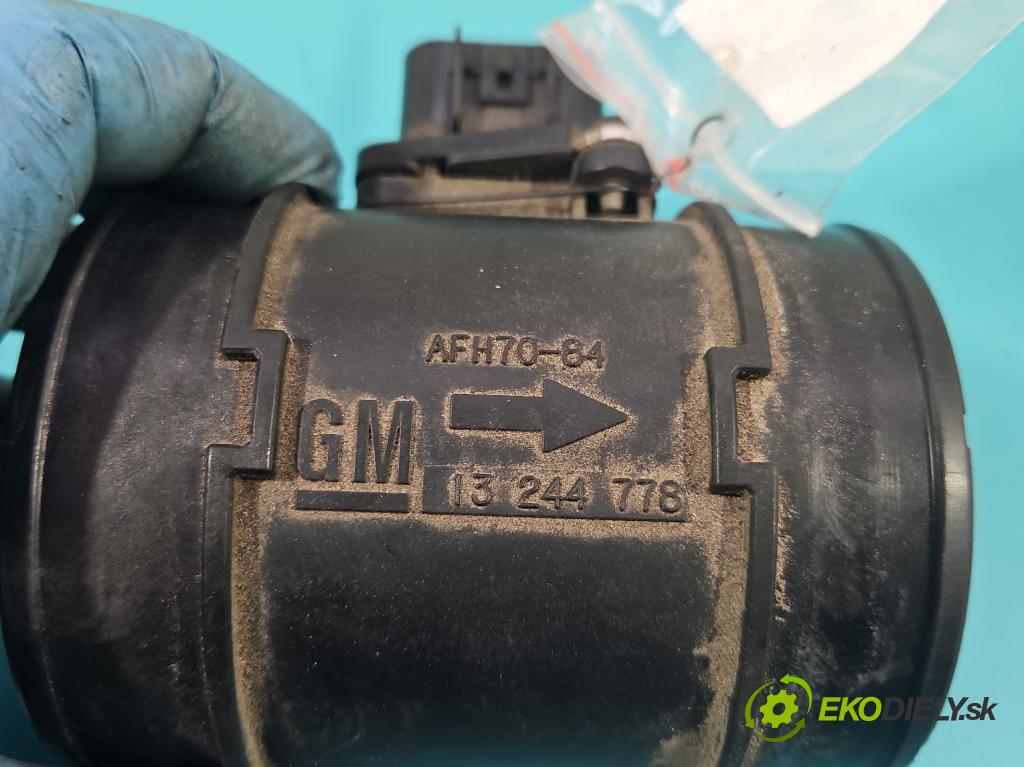 AFH70-84
GM
13 244 778
EKODIELY.sk